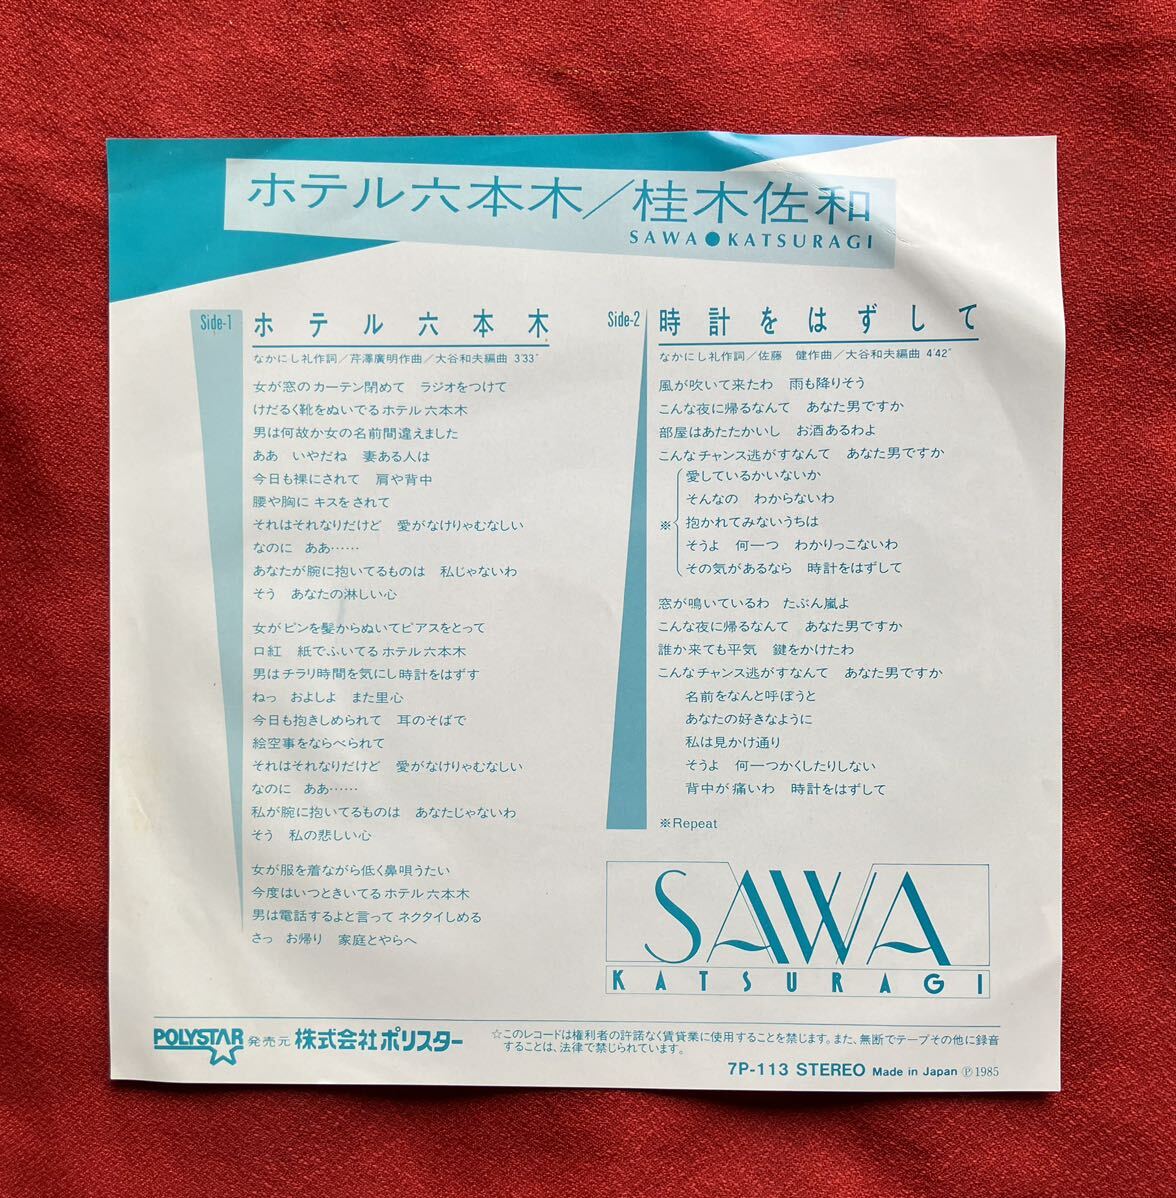 ホテル六本木／桂木佐和
SAWA●KATSURAGI
Side-1
ホテル六本木
なかにし礼作詞／芹澤廣明作曲／大谷和夫編曲 3'33"
女が窓のカーテン閉めて　ラジオをつけて
けだるく靴をぬいでるホテル六本木
男は何故か女の名前間違えました
ああ　いやだね　妻ある人は
今日も裸にされて　肩や背中
腰や胸にキスをされて
それはそれなりだけど　愛がなけりゃむなしい
なのに　ああ……
あなたが腕に抱いてるものは　私じゃないわ
そう　あなたの淋しい心
女がピンを髪からぬいてピアスをとって
口紅　紙でふいてるホテル六本木
男はチラリ時間を気にし時計をはずす
ねっ　およしよ　また里心
今日も抱きしめられて　耳のそばで
絵空事をならべられて
それはそれなりだけど　愛がなけりゃむなしい
なのに　ああ……
私が腕に抱いてるものは　あなたじゃないわ
そう　私の悲しい心
女が服を着ながら低く鼻唄うたい
今度はいつときいてるホテル六本木
男は電話するよと言ってネクタイしめる
さっ　お帰り　家庭とやらへ
Side-2
時計をはずして
なかにし礼作詞／佐藤　健作曲／大谷和夫編曲 4'42"
風が吹いて来たわ　雨も降りそう
こんな夜に帰るなんて　あなた男ですか
部屋はあたたかいし　お酒あるわよ
こんなチャンス逃がすなんて　あなた男ですか
愛しているかいないか
そんなの　わからないわ
※抱かれてみないうちは
そうよ　何一つ　わかりっこないわ
その気があるなら　時計をはずして
窓が鳴いているわ　たぶん嵐よ
こんな夜に帰るなんて　あなた男ですか
誰か来ても平気　鍵をかけたわ
こんなチャンス逃がすなんて　あなた男ですか
名前をなんと呼ぼうと
あなたの好きなように
私は見かけ通り
そうよ　何一つかくしたりしない
背中が痛いわ　時計をはずして
※Repeat
SAWA
KATSURAGI
POLYSTAR 発売元 株式会社ポリスター
☆このレコードは権利者の許諾なく賃貸業に使用することを禁じます。また、無断でテープその他に録音
することは、法律で禁じられています。
7P-113 STEREO Made in Japan Ⓟ1985